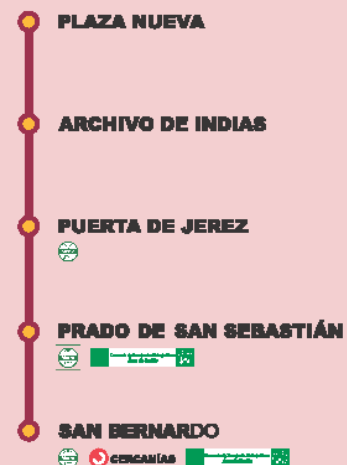 PLAZA NUEVA
ARCHIVO DE INDIAS
PUERTA DE JEREZ
PRADO DE SAN SEBASTIÁN
SAN BERNARDO
CERCANÍAS